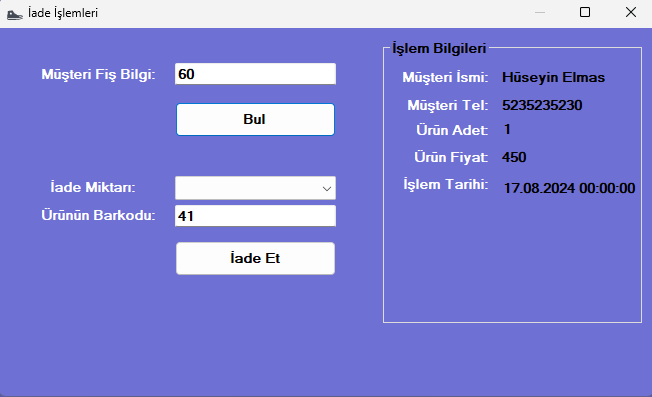 İade İşlemleri
Müşteri Fiş Bilgi: 60
Bul
İade Miktarı:
Ürünün Barkodu: 41
İade Et
İşlem Bilgileri
Müşteri İsmi: Hüseyin Elmas
Müşteri Tel: 5235235230
Ürün Adet: 1
Ürün Fiyat: 450
İşlem Tarihi: 17.08.2024 00:00:00